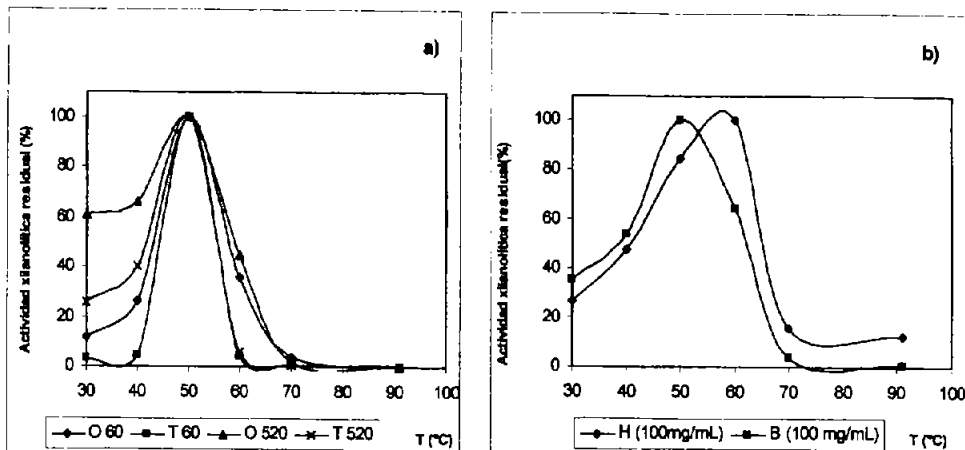 a)
Actividad xilanolítica residual (%)
100
80
60
40
20
0
30 40 50 60 70 80 90 100
O 60 T 60 O 520 T 520
T (°C)
b)
Actividad xilanolítica residual(%)
100
80
60
40
20
0
30 40 50 60 70 80 90 100
H (100mg/mL) B (100 mg/mL)
T (°C)